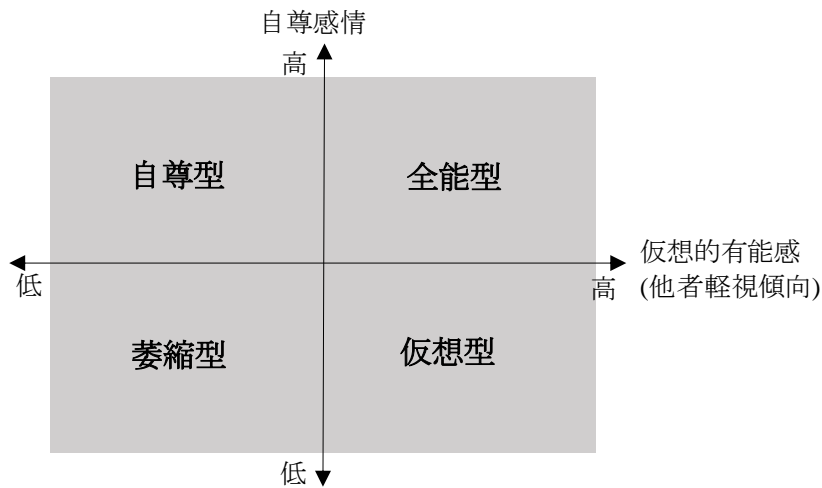 自尊感情
高
自尊型
全能型
仮想的有能感
(他者軽視傾向)
低
高
萎縮型
仮想型
低